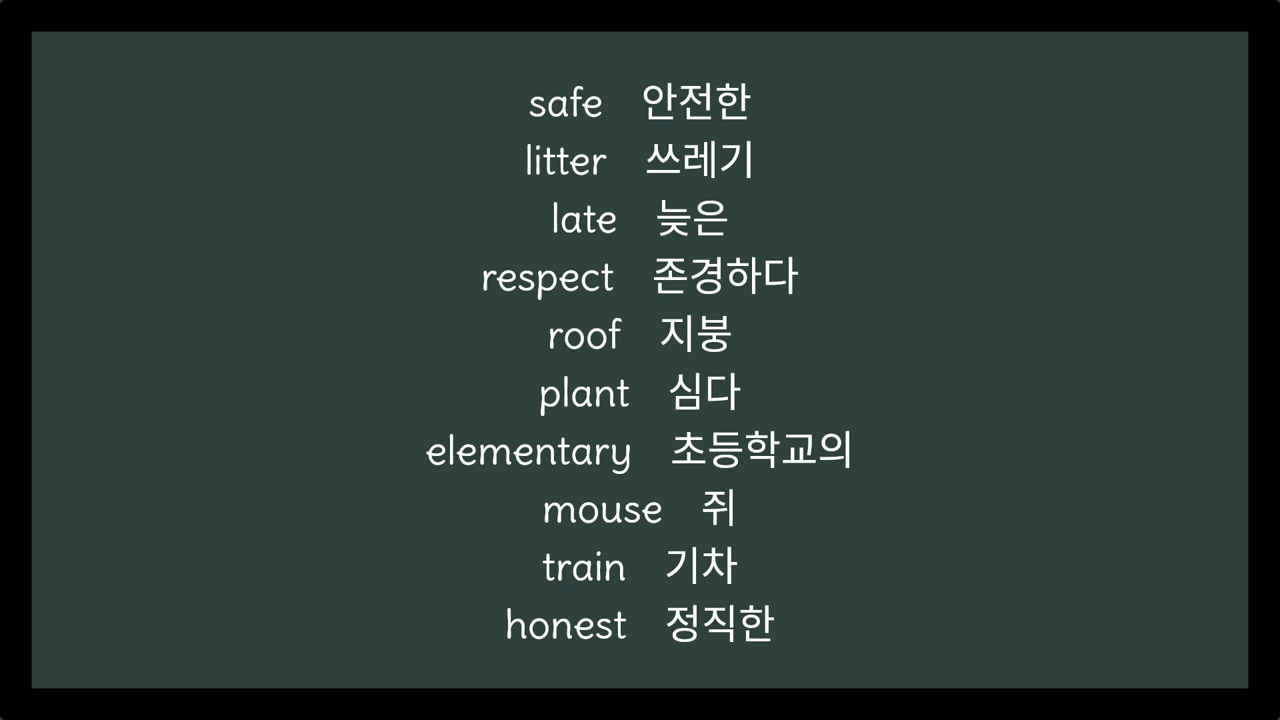 safe 안전한
litter 쓰레기
late 늦은
respect 존경하다
roof 지붕
plant 심다
elementary 초등학교의
mouse 쥐
train 기차
honest 정직한